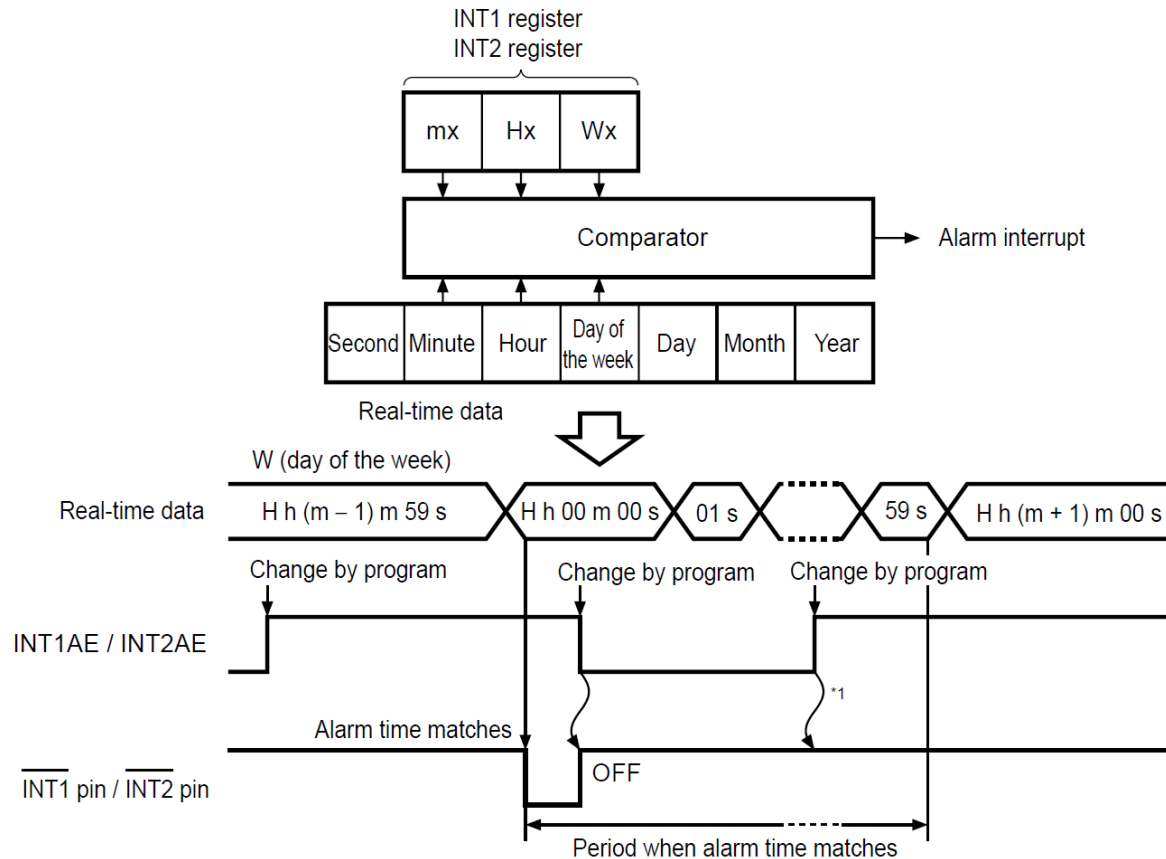 INT1 register
INT2 register
mx Hx Wx
Comparator
Alarm interrupt
Second Minute Hour Day of the week Day Month Year
Real-time data
W (day of the week)
Real-time data
H h (m − 1) m 59 s
H h 00 m 00 s
01 s
59 s
H h (m + 1) m 00 s
Change by program
Change by program
Change by program
INT1AE / INT2AE
*1
Alarm time matches
OFF
INT1 pin / INT2 pin
Period when alarm time matches